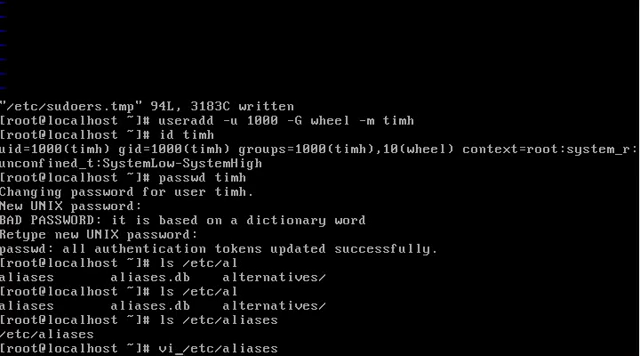 ~
~
~
~
~
~
~
"/etc/sudoers.tmp" 94L, 3183C written
[root@localhost ~]# useradd -u 1000 -G wheel -m timh
[root@localhost ~]# id timh
uid=1000(timh) gid=1000(timh) groups=1000(timh),10(wheel) context=root:system_r:
unconfined_t:SystemLow-SystemHigh
[root@localhost ~]# passwd timh
Changing password for user timh.
New UNIX password:
BAD PASSWORD: it is based on a dictionary word
Retype new UNIX password:
passwd: all authentication tokens updated successfully.
[root@localhost ~]# ls /etc/al
aliases       aliases.db    alternatives/
[root@localhost ~]# ls /etc/al
aliases       aliases.db    alternatives/
[root@localhost ~]# ls /etc/aliases
/etc/aliases
[root@localhost ~]# vi_/etc/aliases